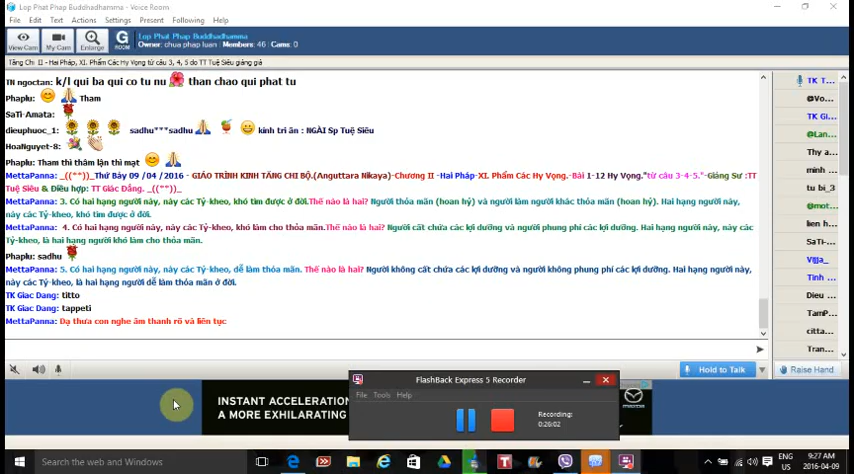 Lop Phat Phap Buddhadhamma - Voice Room
File Edit Text Actions Settings Present Following Help
View Cam My Cam Enlarge G ROOM Lop Phat Phap Buddhadhamma
Owner: chua phap luan | Members: 46 | Cams: 0
Tăng Chi II - Hai Pháp, XI. Phẩm Các Hy Vọng từ câu 3, 4, 5 do TT Tuệ Siêu giảng giả
TN ngoctan: k/l qui ba qui co tu nu than chao qui phat tu
Phaplu: Tham
SaTi-Amata:
dieuphuoc_1: sadhu***sadhu kính tri ân : NGÀI Sp Tuệ Siêu
HoaNguyet-8:
Phaplu: Tham thì thâm lận thì mạt
MettaPanna: _((**))_Thứ Bảy 09 /04 /2016 - GIÁO TRÌNH KINH TĂNG CHI BỘ.(Anguttara Nikaya)-Chương II -Hai Pháp-XI. Phẩm Các Hy Vọng.-Bài 1-12 Hy Vọng."từ câu 3-4-5."-Giảng Sư :TT
Tuệ Siêu & Điều hợp: TT Giác Đẳng. _((**))_
MettaPanna: 3. Có hai hạng người này, này các Tỷ-kheo, khó tìm được ở đời.Thế nào là hai? Người thỏa mãn (hoan hỷ) và người làm người khác thỏa mãn (hoan hỷ). Hai hạng người này,
này các Tỷ-kheo, khó tìm được ở đời.
MettaPanna: 4. Có hai hạng người này, này các Tỷ-kheo, khó làm cho thỏa mãn.Thế nào là hai? Người cất chứa các lợi dưỡng và người phung phí các lợi dưỡng. Hai hạng người này, này các
Tỷ-kheo, là hai hạng người khó làm cho thỏa mãn.
Phaplu: sadhu
MettaPanna: 5. Có hai hạng người này, này các Tỷ-kheo, dễ làm thỏa mãn. Thế nào là hai? Người không cất chứa các lợi dưỡng và người không phung phí các lợi dưỡng. Hai hạng người này,
này các Tỷ-kheo, là hai hạng người dễ làm thỏa mãn ở đời.
TK Giac Dang: titto
TK Giac Dang: tappeti
MettaPanna: Dạ thưa con nghe âm thanh rõ và liên tục
TK T...
@Vo...
TK Gi...
@Lan...
Thy a...
minh ...
tu bi_3
@mot...
lien h...
SaTi-...
Vijja_
Tinh ...
Dieu ...
TamP...
citta...
Tran...
Hold to Talk Raise Hand
INSTANT ACCELERATION
A MORE EXHILARATING
mazda
FlashBack Express 5 Recorder
File Tools Help
Recording:
0:26:02
Search the web and Windows
ENG
US
9:27 AM
2016-04-09